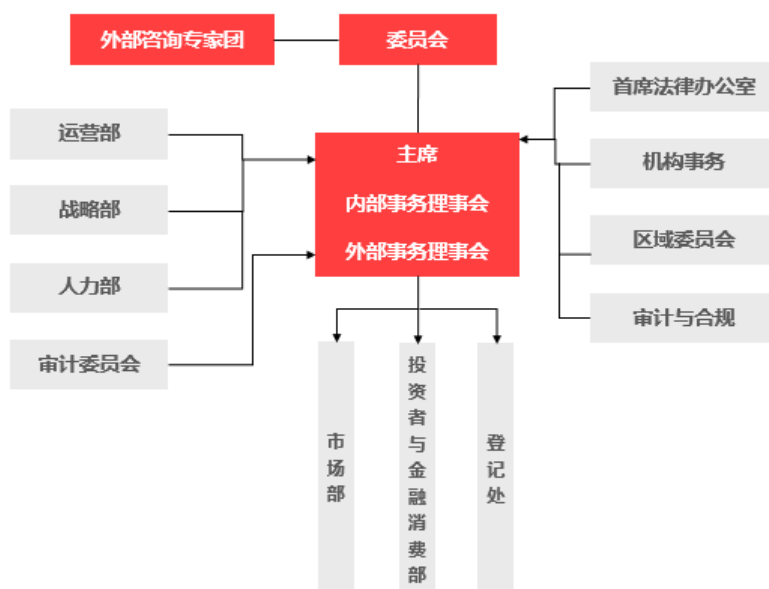 外部咨询专家团
委员会
首席法律办公室
运营部
主席
机构事务
战略部
内部事务理事会
区域委员会
外部事务理事会
人力部
审计与合规
审计委员会
市场部
投资者与金融消费部
登记处